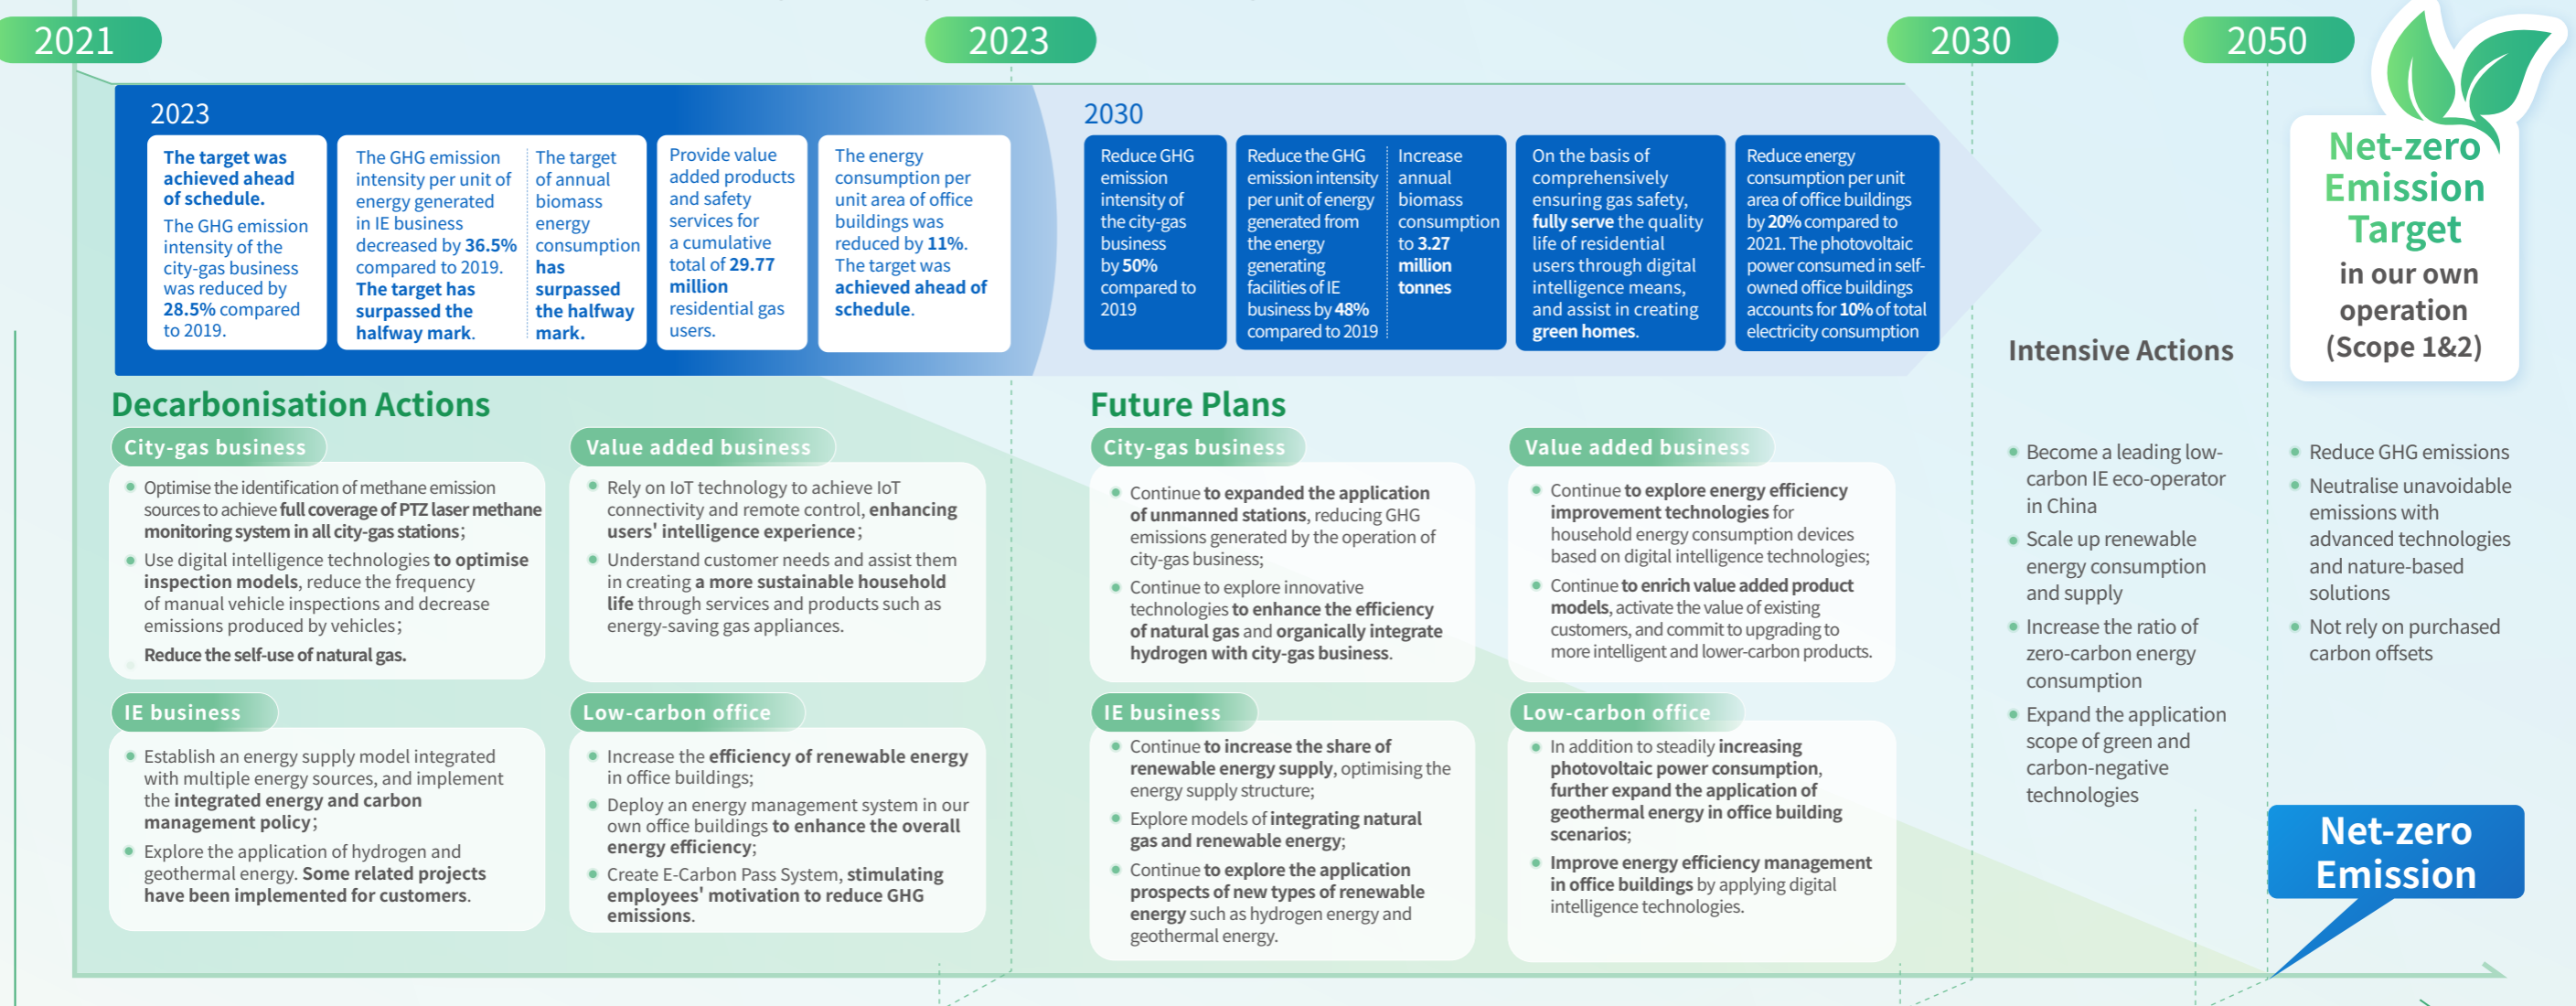 2021
2023
2030
2050
2023
The target was
achieved ahead
of schedule.
The GHG emission
intensity of the
city-gas business
was reduced by
28.5% compared
to 2019.
The GHG emission
intensity per unit of
energy generated
in IE business
decreased by 36.5%
compared to 2019.
The target has
surpassed the
halfway mark.
The target
of annual
biomass
energy
consumption
has
surpassed
the halfway
mark.
Provide value
added products
and safety
services for
a cumulative
total of 29.77
million
residential gas
users.
The energy
consumption per
unit area of office
buildings was
reduced by 11%.
The target was
achieved ahead of
schedule.
2030
Reduce GHG
emission
intensity of
the city-gas
business
by 50%
compared to
2019
Reduce the GHG
emission intensity
per unit of energy
generated from
the energy
generating
facilities of IE
business by 48%
compared to 2019
Increase
annual
biomass
consumption
to 3.27
million
tonnes
On the basis of
comprehensively
ensuring gas safety,
fully serve the quality
life of residential
users through digital
intelligence means,
and assist in creating
green homes.
Reduce energy
consumption per unit
area of office buildings
by 20% compared to
2021. The photovoltaic
power consumed in self-
owned office buildings
accounts for 10% of total
electricity consumption
Net-zero
Emission
Target
in our own
operation
(Scope 1&2)
Decarbonisation Actions
City-gas business
• Optimise the identification of methane emission
sources to achieve full coverage of PTZ laser methane
monitoring system in all city-gas stations;
• Use digital intelligence technologies to optimise
inspection models, reduce the frequency
of manual vehicle inspections and decrease
emissions produced by vehicles;
• Reduce the self-use of natural gas.
Value added business
• Rely on IoT technology to achieve IoT
connectivity and remote control, enhancing
users' intelligence experience;
• Understand customer needs and assist them
in creating a more sustainable household
life through services and products such as
energy-saving gas appliances.
IE business
• Establish an energy supply model integrated
with multiple energy sources, and implement
the integrated energy and carbon
management policy;
• Explore the application of hydrogen and
geothermal energy. Some related projects
have been implemented for customers.
Low-carbon office
• Increase the efficiency of renewable energy
in office buildings;
• Deploy an energy management system in our
own office buildings to enhance the overall
energy efficiency;
• Create E-Carbon Pass System, stimulating
employees' motivation to reduce GHG
emissions.
Future Plans
City-gas business
• Continue to expanded the application
of unmanned stations, reducing GHG
emissions generated by the operation of
city-gas business;
• Continue to explore innovative
technologies to enhance the efficiency
of natural gas and organically integrate
hydrogen with city-gas business.
Value added business
• Continue to explore energy efficiency
improvement technologies for
household energy consumption devices
based on digital intelligence technologies;
• Continue to enrich value added product
models, activate the value of existing
customers, and commit to upgrading to
more intelligent and lower-carbon products.
IE business
• Continue to increase the share of
renewable energy supply, optimising the
energy supply structure;
• Explore models of integrating natural
gas and renewable energy;
• Continue to explore the application
prospects of new types of renewable
energy such as hydrogen energy and
geothermal energy.
Low-carbon office
• In addition to steadily increasing
photovoltaic power consumption,
further expand the application of
geothermal energy in office building
scenarios;
• Improve energy efficiency management
in office buildings by applying digital
intelligence technologies.
Intensive Actions
• Become a leading low-
carbon IE eco-operator
in China
• Scale up renewable
energy consumption
and supply
• Increase the ratio of
zero-carbon energy
consumption
• Expand the application
scope of green and
carbon-negative
technologies
• Reduce GHG emissions
• Neutralise unavoidable
emissions with
advanced technologies
and nature-based
solutions
• Not rely on purchased
carbon offsets
Net-zero
Emission